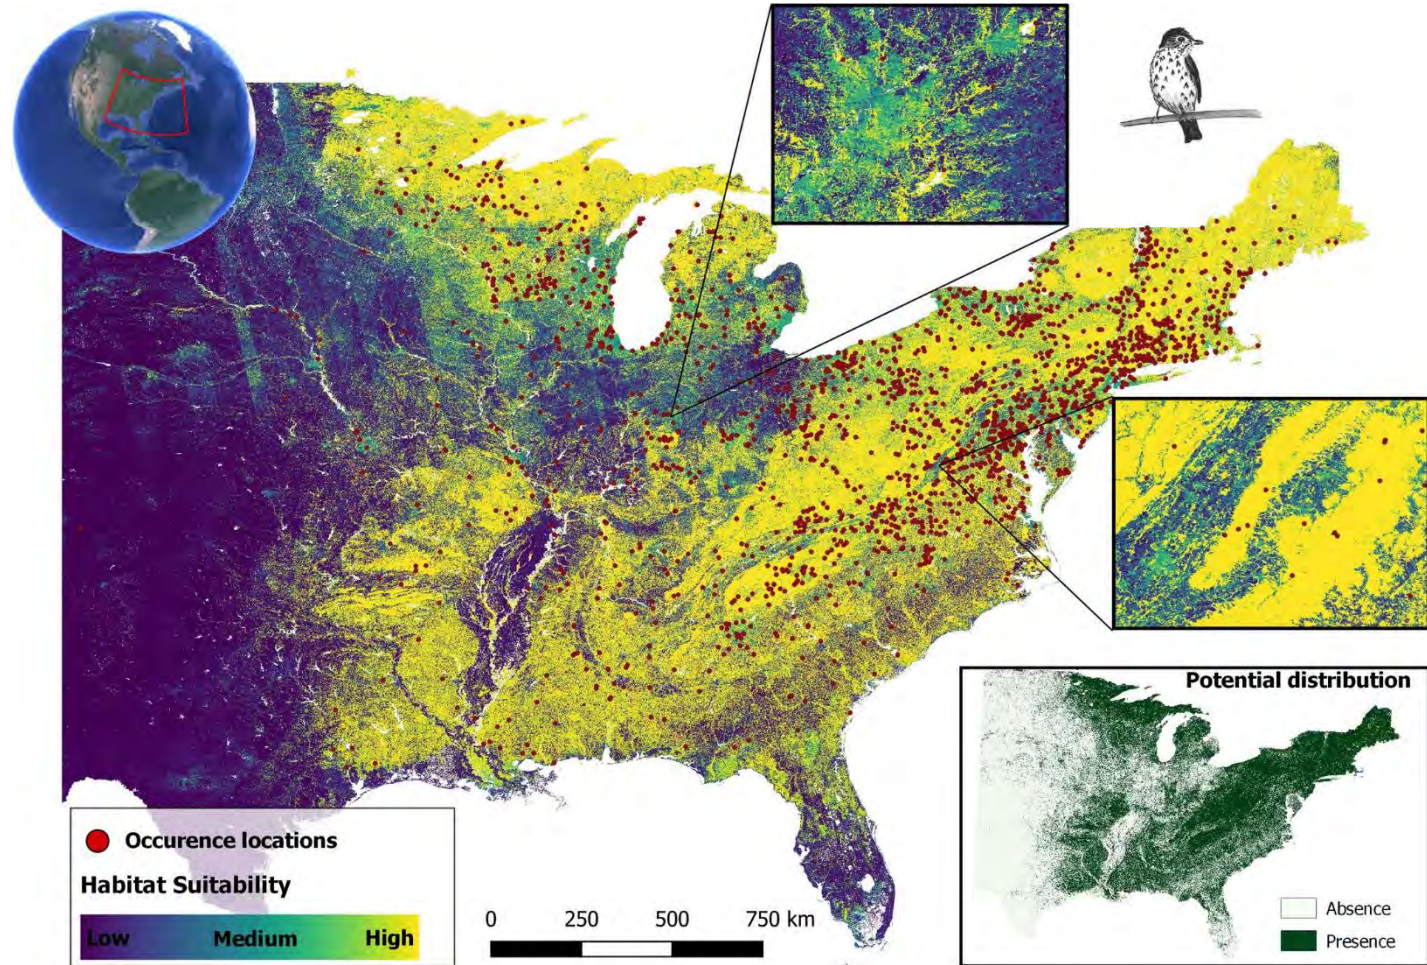 Potential distribution
Absence
Presence
Occurence locations
Habitat Suitability
Low Medium High
0 250 500 750 km